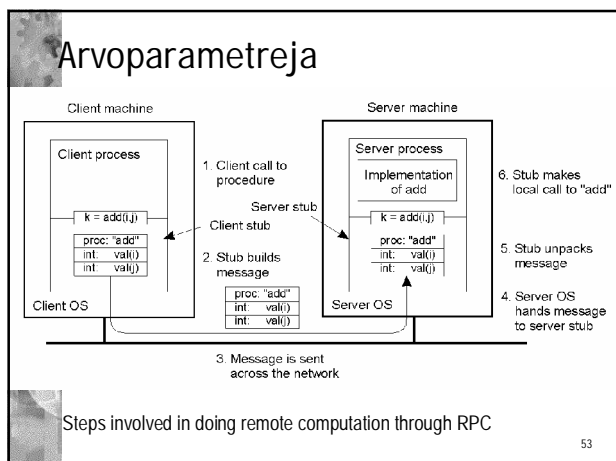 Arvoparametreja
Client machine
Server machine
Client process
1. Client call to
procedure
k = add(i,j)
Client stub
proc: "add"
int: val(i)
int: val(j)
2. Stub builds
message
Client OS
proc: "add"
int: val(i)
int: val(j)
3. Message is sent
across the network
Server process
Implementation
of add
Server stub
k = add(i,j)
proc: "add"
int: val(i)
int: val(j)
Server OS
6. Stub makes
local call to "add"
5. Stub unpacks
message
4. Server OS
hands message
to server stub
Steps involved in doing remote computation through RPC
53